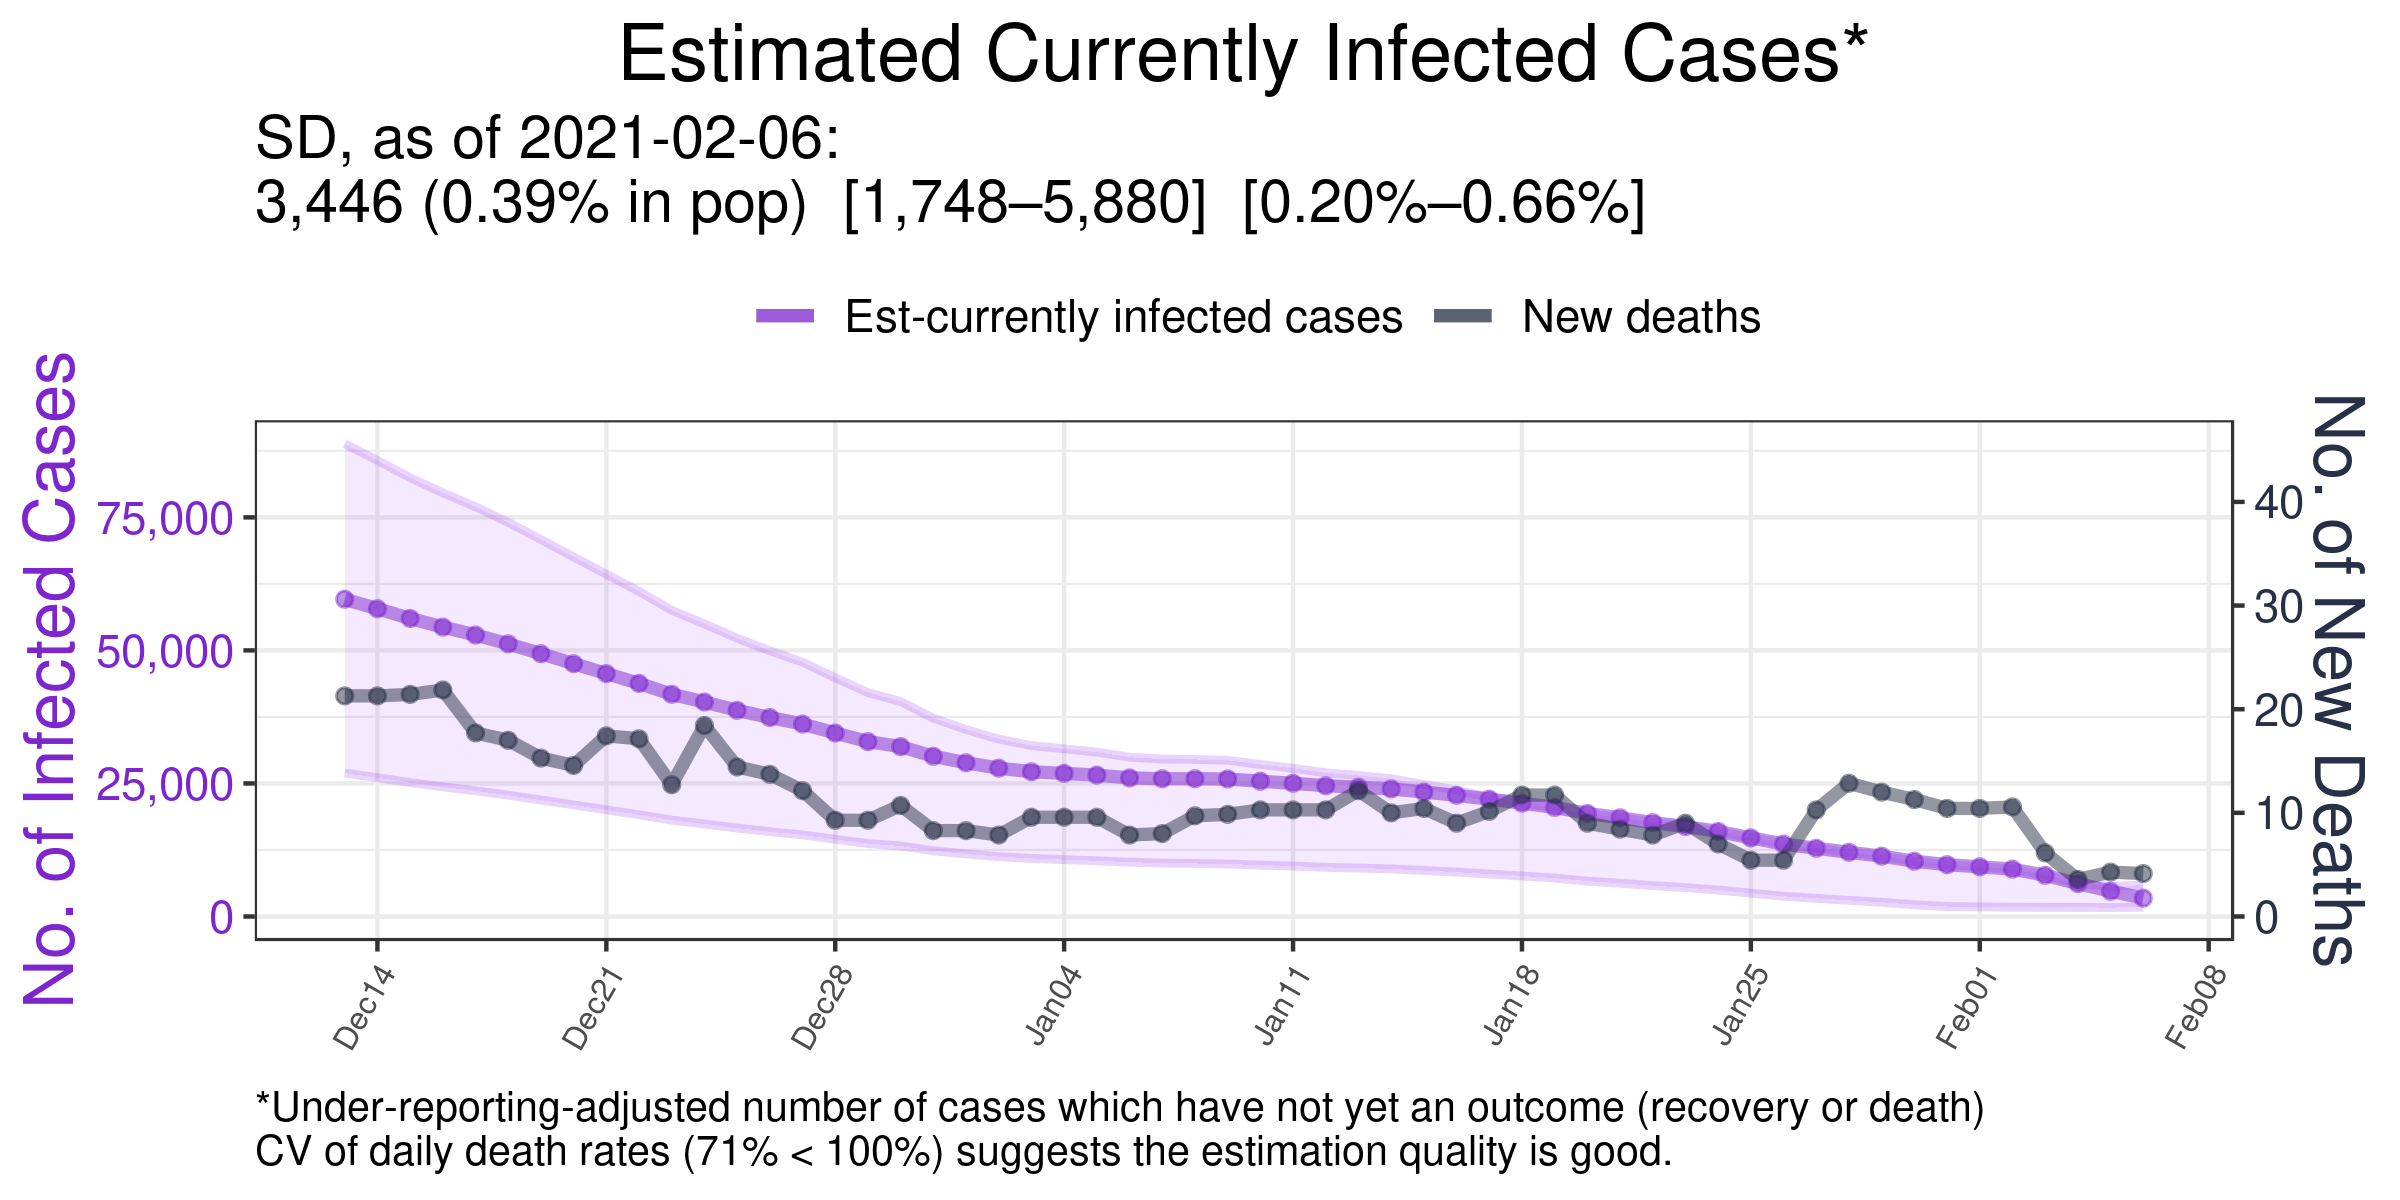 Estimated Currently Infected Cases*
SD, as of 2021-02-06:
3,446 (0.39% in pop)  [1,748–5,880]  [0.20%–0.66%]
Est-currently infected cases
New deaths
No. of Infected Cases
75,000
50,000
25,000
0
40
30
20
10
0
No. of New Deaths
Dec14
Dec21
Dec28
Jan04
Jan11
Jan18
Jan25
Feb01
Feb08
*Under-reporting-adjusted number of cases which have not yet an outcome (recovery or death)
CV of daily death rates (71% < 100%) suggests the estimation quality is good.